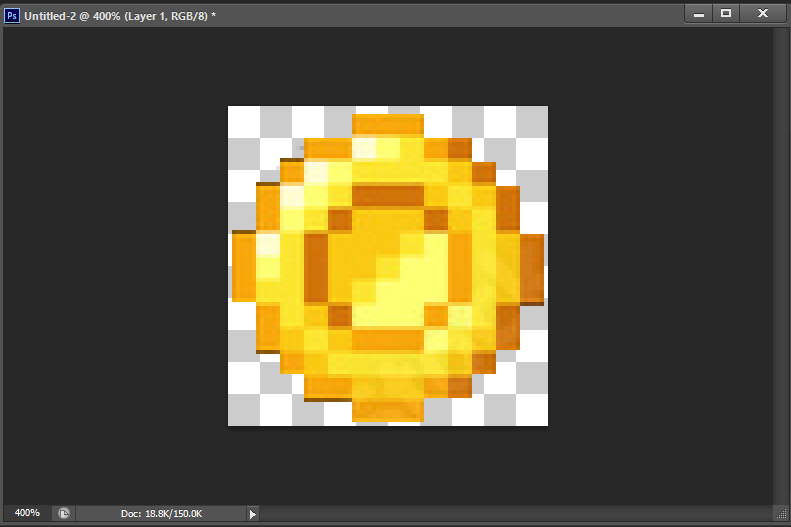 Ps Untitled-2 @ 400% (Layer 1, RGB/8) *
400% Doc: 18.8K/150.0K